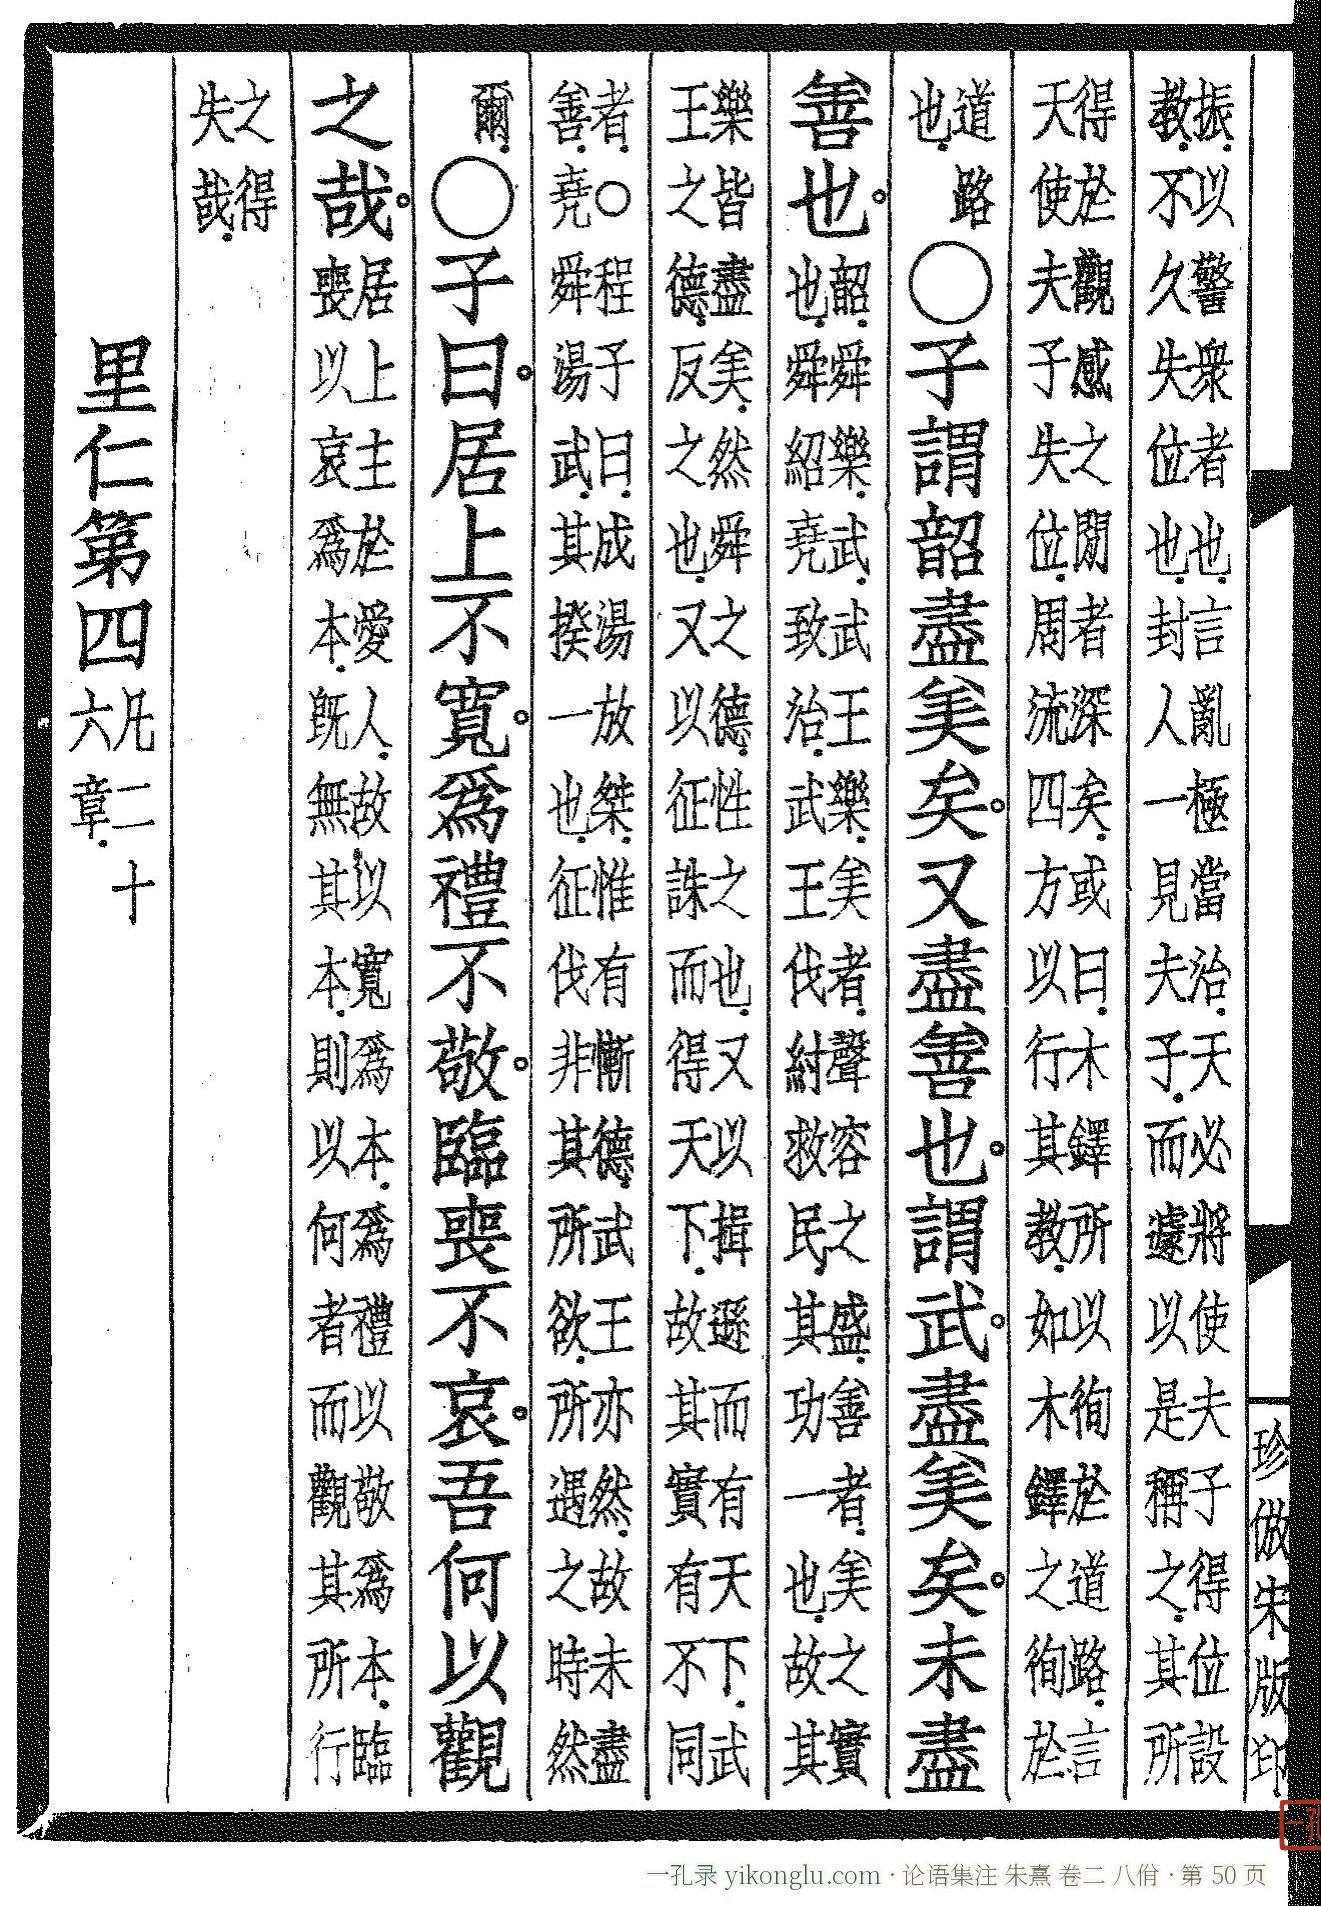 珍倣宋版印
振。以警衆者也。言亂極當治。天必將使夫子得位設
教。不久失位也。封人一見夫子。而遽以是稱之。其所
得於觀感之閒者深矣。或曰。木鐸所以徇於道路。言
天使夫子失位。周流四方以行其教。如木鐸之徇於
道路
也。
○子謂韶盡美矣。又盡善也。謂武。盡美矣。未盡
善也。
韶。舜樂。武。武王樂。美者。聲容之盛。善者。美之實
也。舜紹堯致治。武王伐紂救民。其功一也。故其
樂皆盡美。然舜之德。性之也。又以揖遜而有天下。武
王之德。反之也。又以征誅而得天下。故其實有不同
者。○程子曰。成湯放桀。惟有慚德。武王亦然。故未盡
善。堯舜湯武。其揆一也。征伐非其所欲。所遇之時然
爾。
○子曰。居上不寬。爲禮不敬。臨喪不哀。吾何以觀
之哉。
居上主於愛人。故以寬爲本。爲禮以敬爲本。臨
喪以哀爲本。既無其本。則以何者而觀其所行
之得
失哉。
里仁第四
凡二十
六章。
一孔录 yikonglu.com · 论语集注 朱熹 卷二 八佾 · 第 50 页